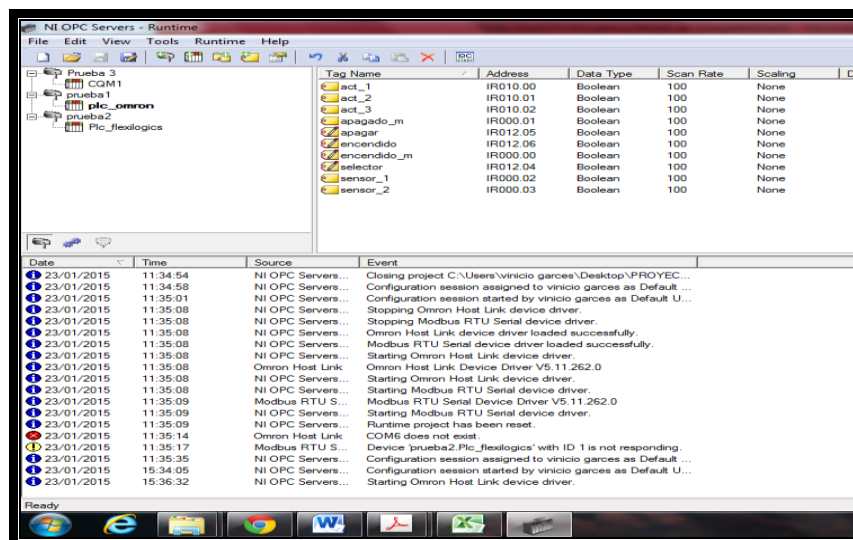 NI OPC Servers - Runtime
File Edit View Tools Runtime Help
Prueba 3
CQM1
prueba1
plc_omron
prueba2
Plc_flexilogics
Tag Name Address Data Type Scan Rate Scaling D
act_1 IR010.00 Boolean 100 None
act_2 IR010.01 Boolean 100 None
act_3 IR010.02 Boolean 100 None
apagado_m IR000.01 Boolean 100 None
apagar IR012.05 Boolean 100 None
encendido IR012.06 Boolean 100 None
encendido_m IR000.00 Boolean 100 None
selector IR012.04 Boolean 100 None
sensor_1 IR000.02 Boolean 100 None
sensor_2 IR000.03 Boolean 100 None
Date Time Source Event
23/01/2015 11:34:54 NI OPC Servers... Closing project C:\Users\vinicio garces\Desktop\PROYEC...
23/01/2015 11:34:58 NI OPC Servers... Configuration session assigned to vinicio garces as Default ...
23/01/2015 11:35:01 NI OPC Servers... Configuration session started by vinicio garces as Default U...
23/01/2015 11:35:08 NI OPC Servers... Stopping Omron Host Link device driver.
23/01/2015 11:35:08 NI OPC Servers... Stopping Modbus RTU Serial device driver.
23/01/2015 11:35:08 NI OPC Servers... Omron Host Link device driver loaded successfully.
23/01/2015 11:35:08 NI OPC Servers... Modbus RTU Serial device driver loaded successfully.
23/01/2015 11:35:08 NI OPC Servers... Starting Omron Host Link device driver.
23/01/2015 11:35:08 Omron Host Link Omron Host Link Device Driver V5.11.262.0
23/01/2015 11:35:08 NI OPC Servers... Starting Omron Host Link device driver.
23/01/2015 11:35:08 NI OPC Servers... Starting Modbus RTU Serial device driver.
23/01/2015 11:35:09 Modbus RTU S... Modbus RTU Serial Device Driver V5.11.262.0
23/01/2015 11:35:09 NI OPC Servers... Starting Modbus RTU Serial device driver.
23/01/2015 11:35:09 NI OPC Servers... Runtime project has been reset.
23/01/2015 11:35:14 Omron Host Link COM6 does not exist.
23/01/2015 11:35:17 Modbus RTU S... Device 'prueba2.Plc_flexilogics' with ID 1 is not responding.
23/01/2015 11:35:35 NI OPC Servers... Configuration session assigned to vinicio garces as Default ...
23/01/2015 15:34:05 NI OPC Servers... Configuration session started by vinicio garces as Default U...
23/01/2015 15:36:32 NI OPC Servers... Starting Omron Host Link device driver.
Ready